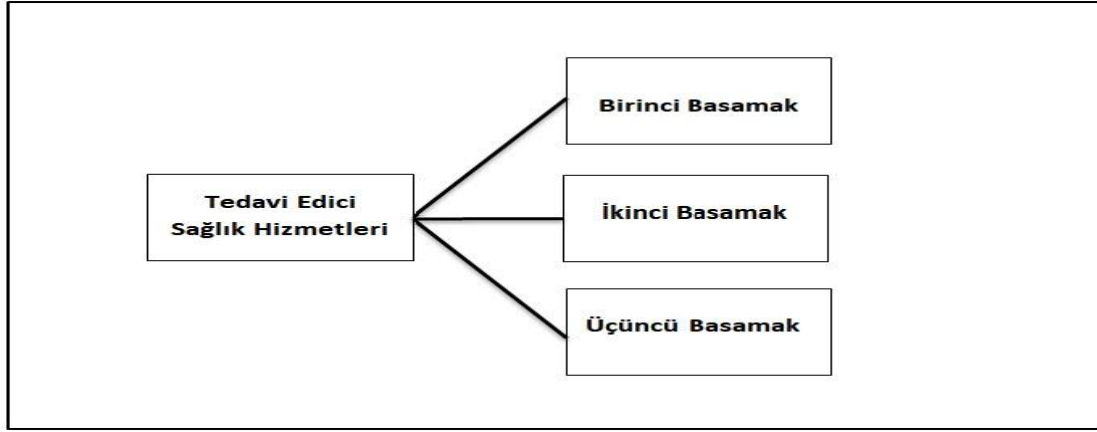 Birinci Basamak
Tedavi Edici
Sağlık Hizmetleri
İkinci Basamak
Üçüncü Basamak